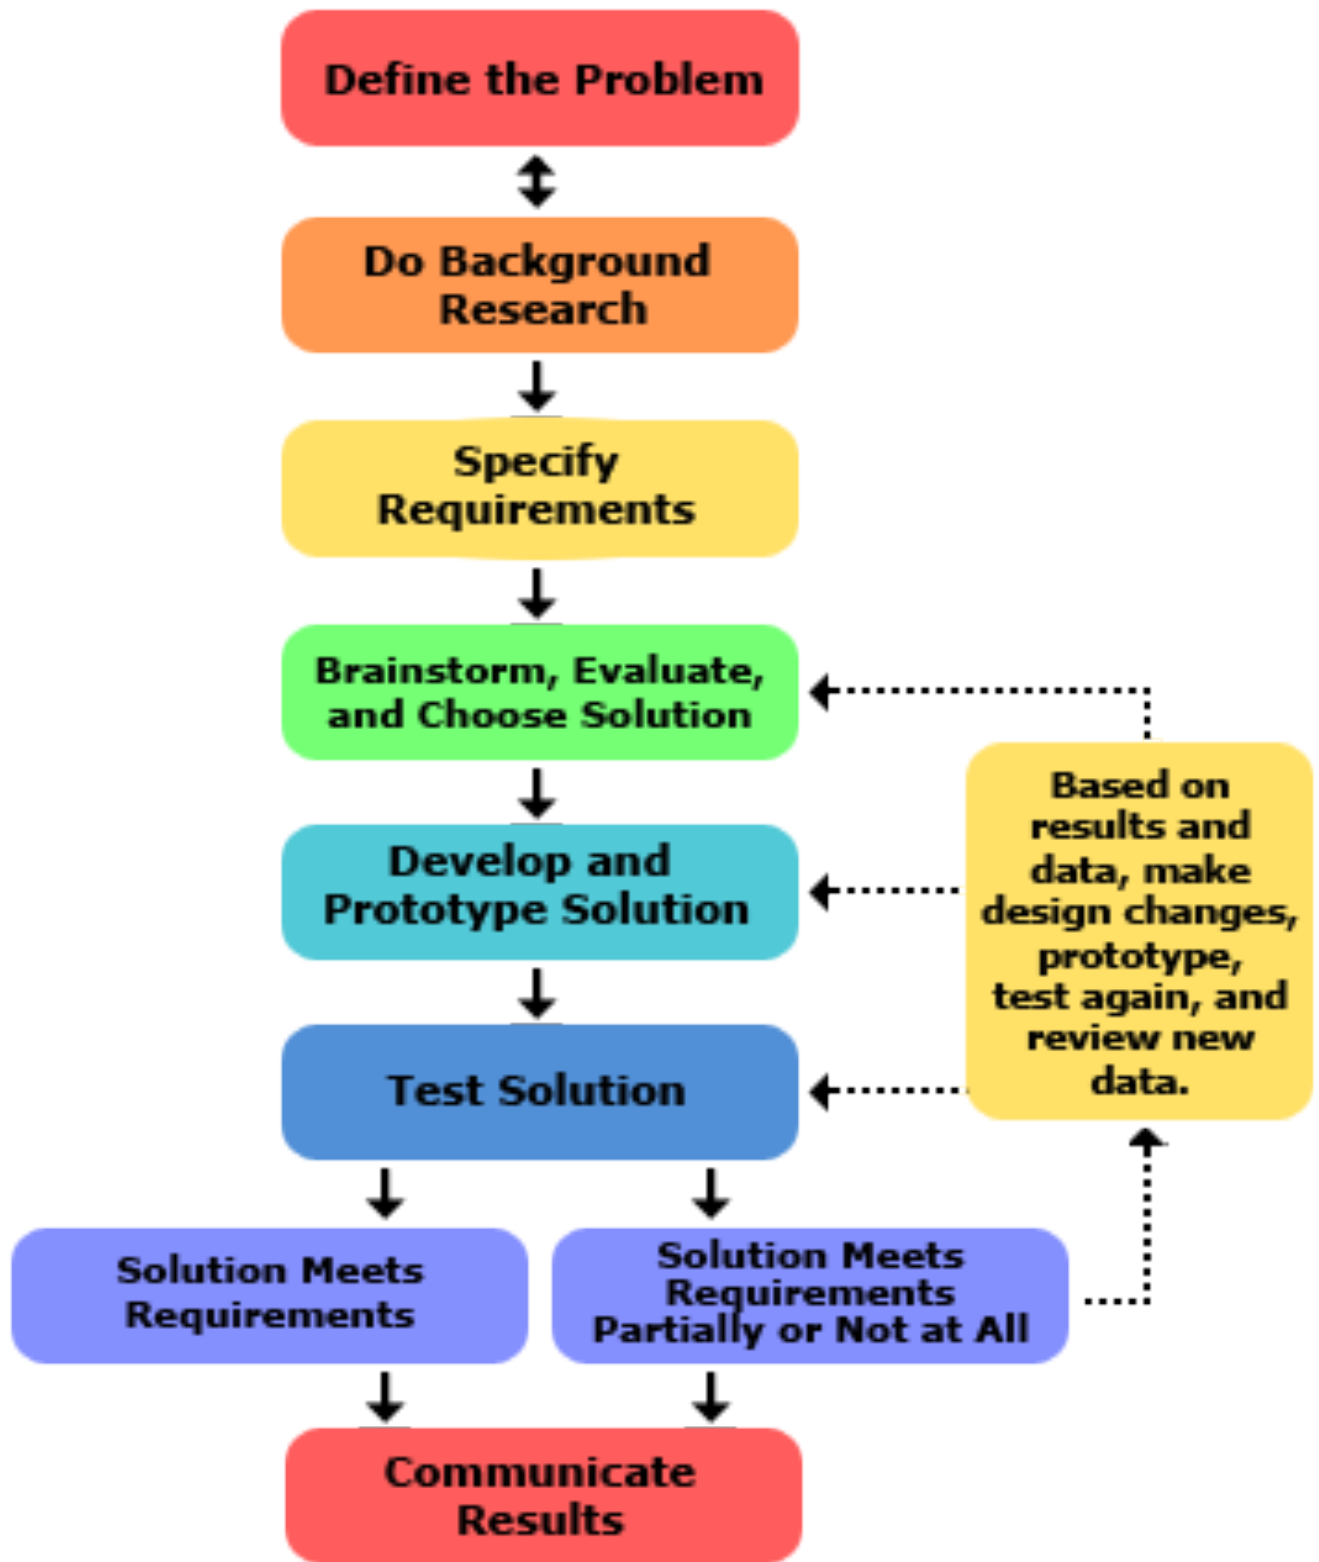 Define the Problem
Do Background
Research
Specify
Requirements
Brainstorm, Evaluate,
and Choose Solution
Develop and
Prototype Solution
Based on
results and
data, make
design changes,
prototype,
test again, and
review new
data.
Test Solution
Solution Meets
Requirements
Solution Meets
Requirements
Partially or Not at All
Communicate
Results